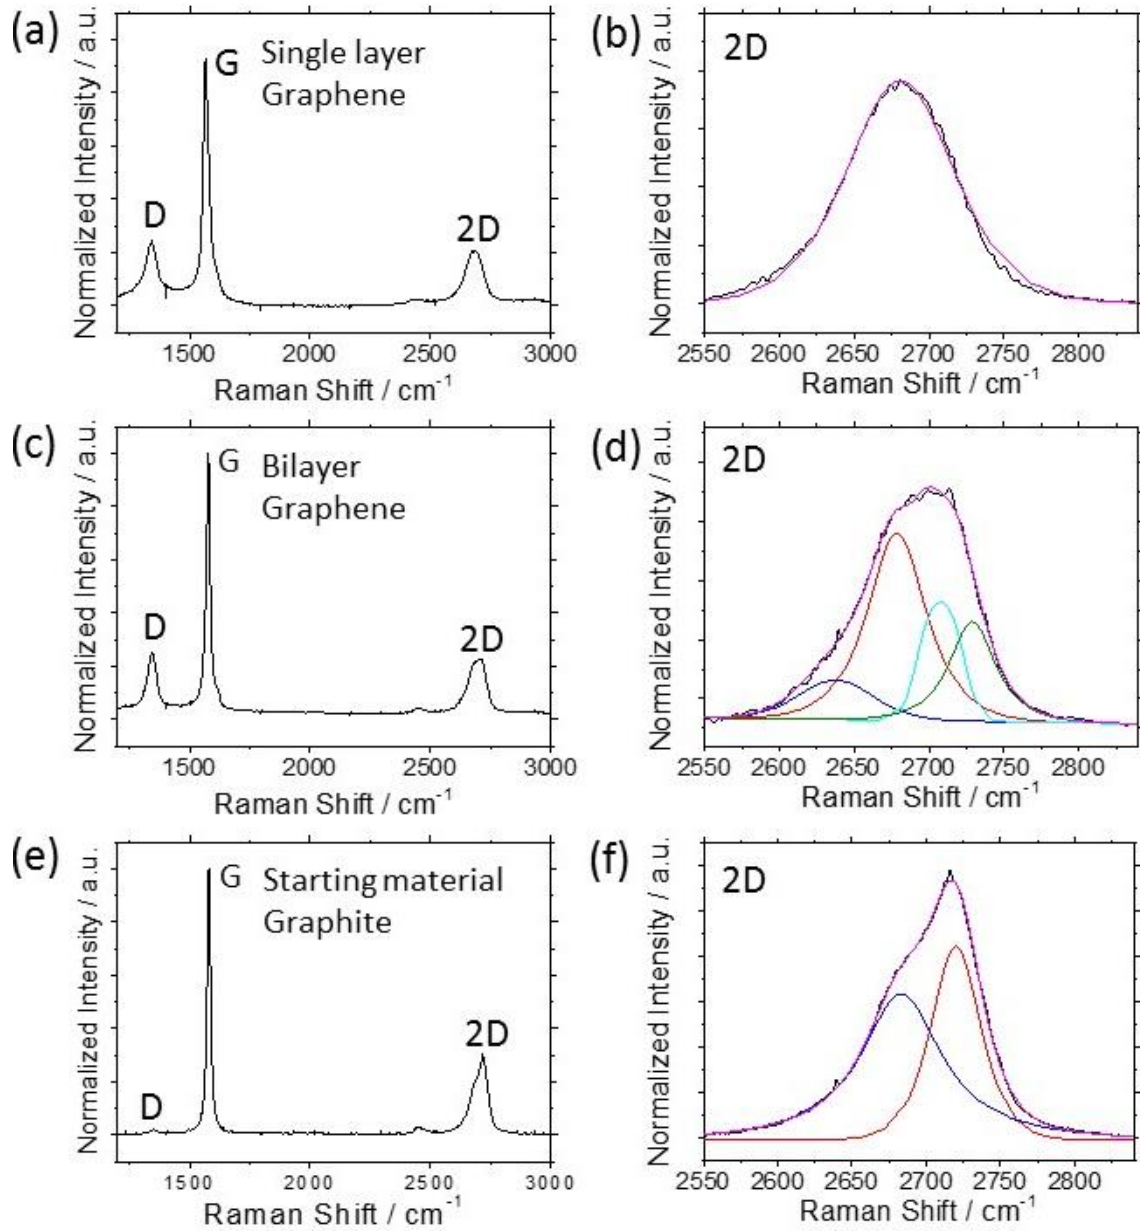 (a)
Normalized Intensity / a.u.
D
G
Single layer
Graphene
2D
1500 2000 2500 3000
Raman Shift / cm⁻¹
(b)
Normalized Intensity / a.u.
2D
2550 2600 2650 2700 2750 2800
Raman Shift / cm⁻¹
(c)
Normalized Intensity / a.u.
D
G
Bilayer
Graphene
2D
1500 2000 2500 3000
Raman Shift / cm⁻¹
(d)
Normalized Intensity / a.u.
2D
2550 2600 2650 2700 2750 2800
Raman Shift / cm⁻¹
(e)
Normalized Intensity / a.u.
D
G
Starting material
Graphite
2D
1500 2000 2500 3000
Raman Shift / cm⁻¹
(f)
Normalized Intensity / a.u.
2D
2550 2600 2650 2700 2750 2800
Raman Shift / cm⁻¹